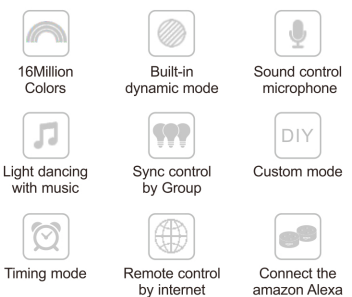 16Million
Colors
Built-in
dynamic mode
Sound control
microphone
Light dancing
with music
Sync control
by Group
DIY
Custom mode
Timing mode
Remote control
by internet
Connect the
amazon Alexa